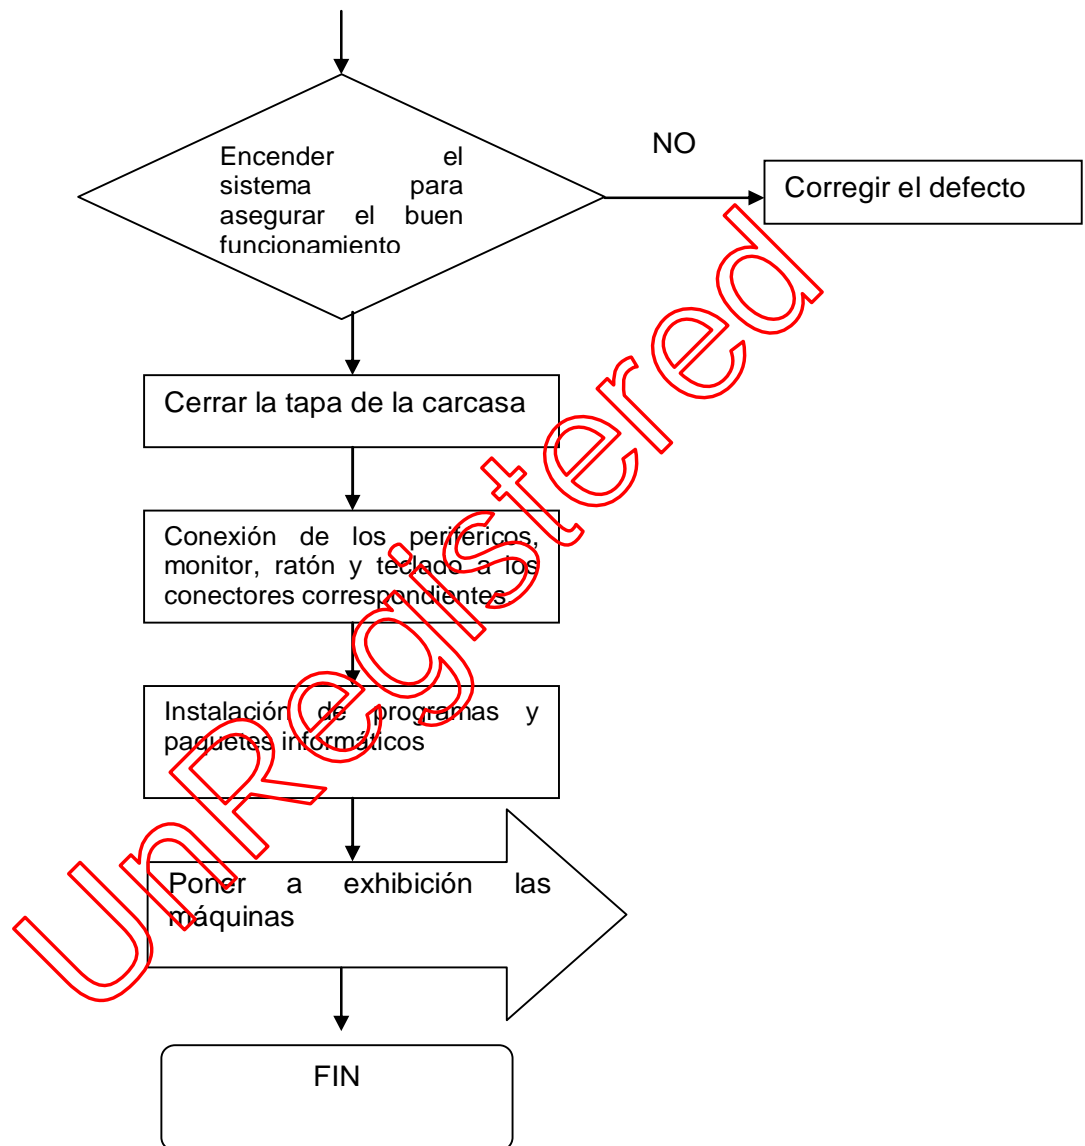 Encender el
sistema para
asegurar el buen
funcionamiento
NO
Corregir el defecto
Cerrar la tapa de la carcasa
Conexión de los periféricos,
monitor, ratón y teclado a los
conectores correspondientes.
Instalación de programas y
paquetes informáticos
Poner a exhibición las
máquinas
FIN
UnRegistered